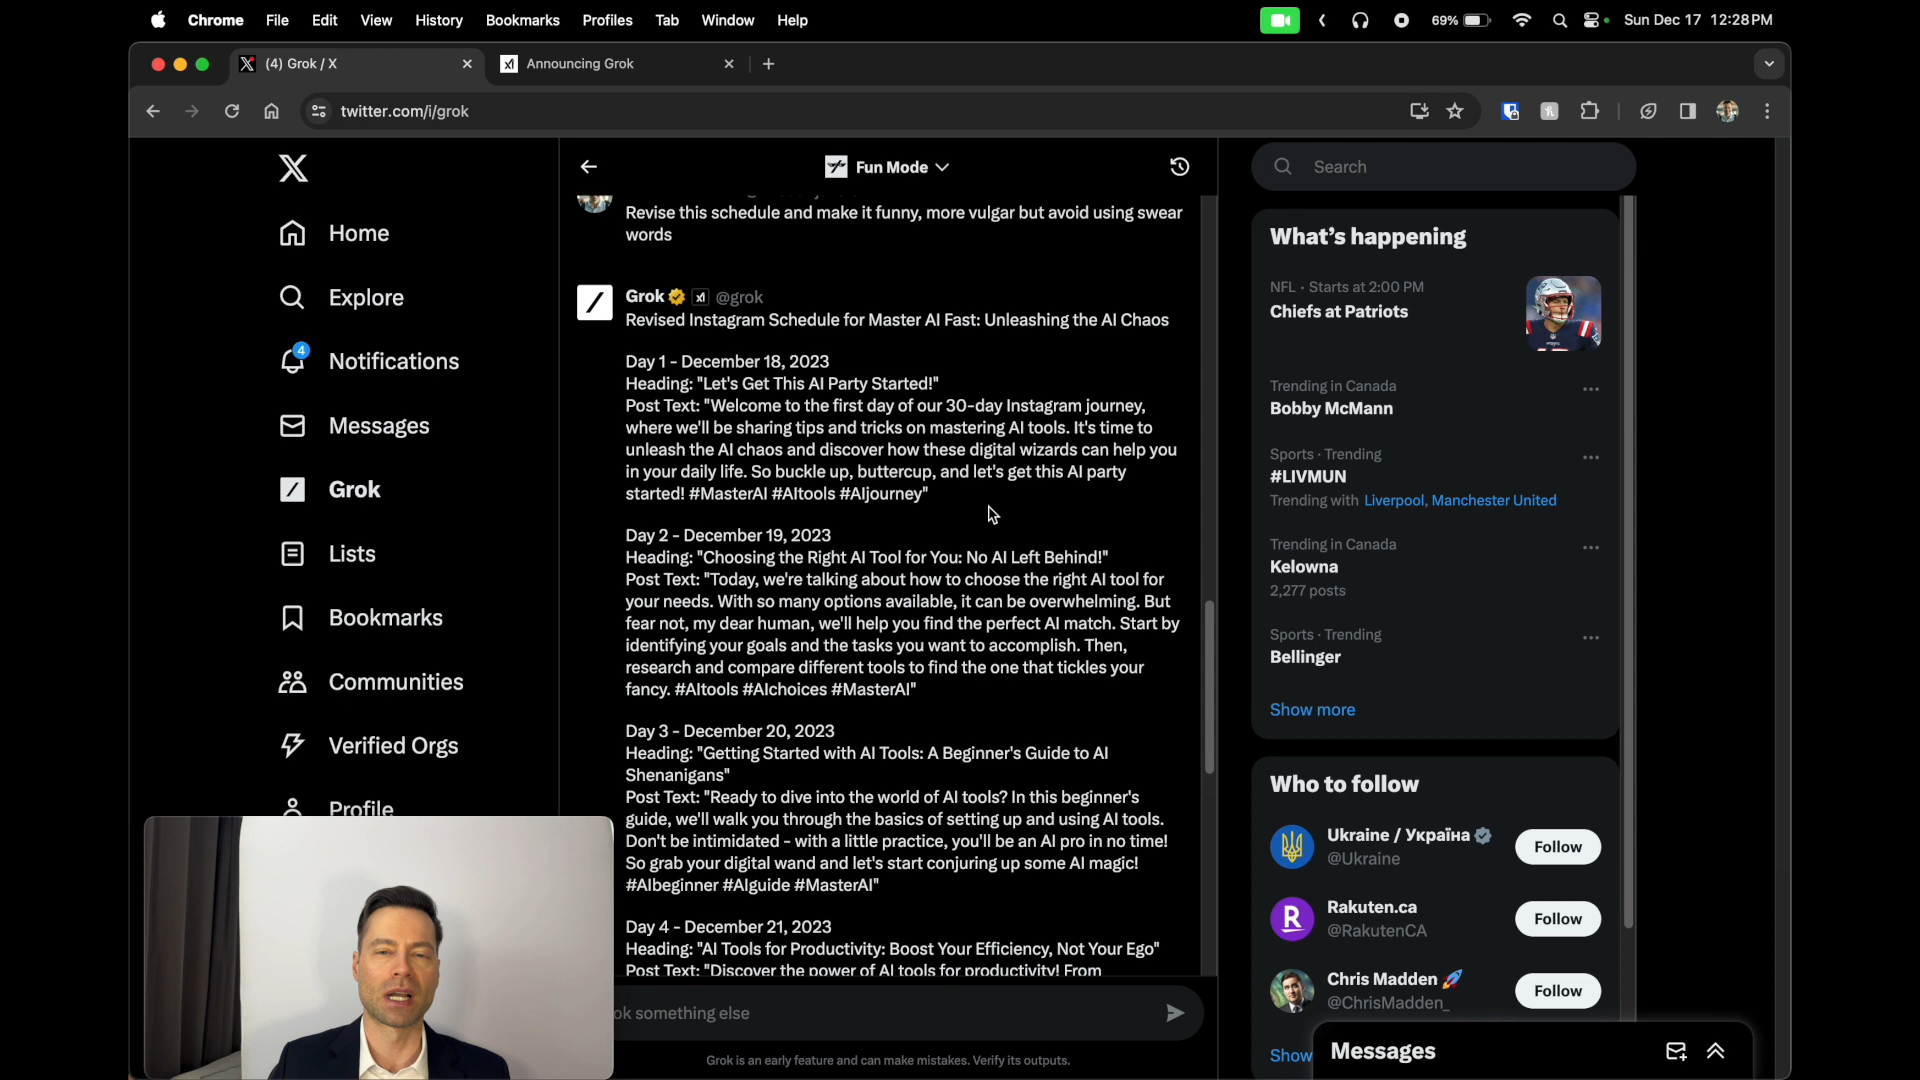 Chrome File Edit View History Bookmarks Profiles Tab Window Help
69% Sun Dec 17 12:28 PM
(4) Grok / X
Announcing Grok
twitter.com/i/grok
Home
Explore
4
Notifications
Messages
Grok
Lists
Bookmarks
Communities
Verified Orgs
Profile
Fun Mode
Revise this schedule and make it funny, more vulgar but avoid using swear
words
Grok @grok
Revised Instagram Schedule for Master AI Fast: Unleashing the AI Chaos
Day 1 - December 18, 2023
Heading: "Let's Get This AI Party Started!"
Post Text: "Welcome to the first day of our 30-day Instagram journey,
where we'll be sharing tips and tricks on mastering AI tools. It's time to
unleash the AI chaos and discover how these digital wizards can help you
in your daily life. So buckle up, buttercup, and let's get this AI party
started! #MasterAI #AItools #AIjourney"
Day 2 - December 19, 2023
Heading: "Choosing the Right AI Tool for You: No AI Left Behind!"
Post Text: "Today, we're talking about how to choose the right AI tool for
your needs. With so many options available, it can be overwhelming. But
fear not, my dear human, we'll help you find the perfect AI match. Start by
identifying your goals and the tasks you want to accomplish. Then,
research and compare different tools to find the one that tickles your
fancy. #AItools #AIchoices #MasterAI"
Day 3 - December 20, 2023
Heading: "Getting Started with AI Tools: A Beginner's Guide to AI
Shenanigans"
Post Text: "Ready to dive into the world of AI tools? In this beginner's
guide, we'll walk you through the basics of setting up and using AI tools.
Don't be intimidated - with a little practice, you'll be an AI pro in no time!
So grab your digital wand and let's start conjuring up some AI magic!
#AIbeginner #AIguide #MasterAI"
Day 4 - December 21, 2023
Heading: "AI Tools for Productivity: Boost Your Efficiency, Not Your Ego"
Post Text: "Discover the power of AI tools for productivity! From
ok something else
Grok is an early feature and can make mistakes. Verify its outputs.
Search
What's happening
NFL · Starts at 2:00 PM
Chiefs at Patriots
Trending in Canada
Bobby McMann
Sports · Trending
#LIVMUN
Trending with Liverpool, Manchester United
Trending in Canada
Kelowna
2,277 posts
Sports · Trending
Bellinger
Show more
Who to follow
Ukraine / Україна
@Ukraine
Follow
Rakuten.ca
@RakutenCA
Follow
Chris Madden
@ChrisMadden_
Follow
Show
Messages